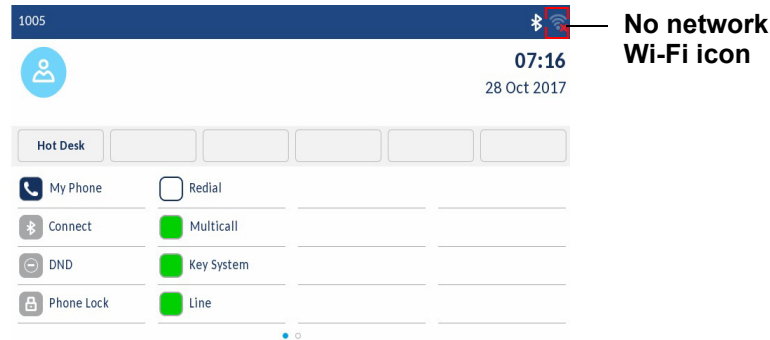 1005
No network
Wi-Fi icon
07:16
28 Oct 2017
Hot Desk
My Phone
Redial
Connect
Multicall
DND
Key System
Phone Lock
Line